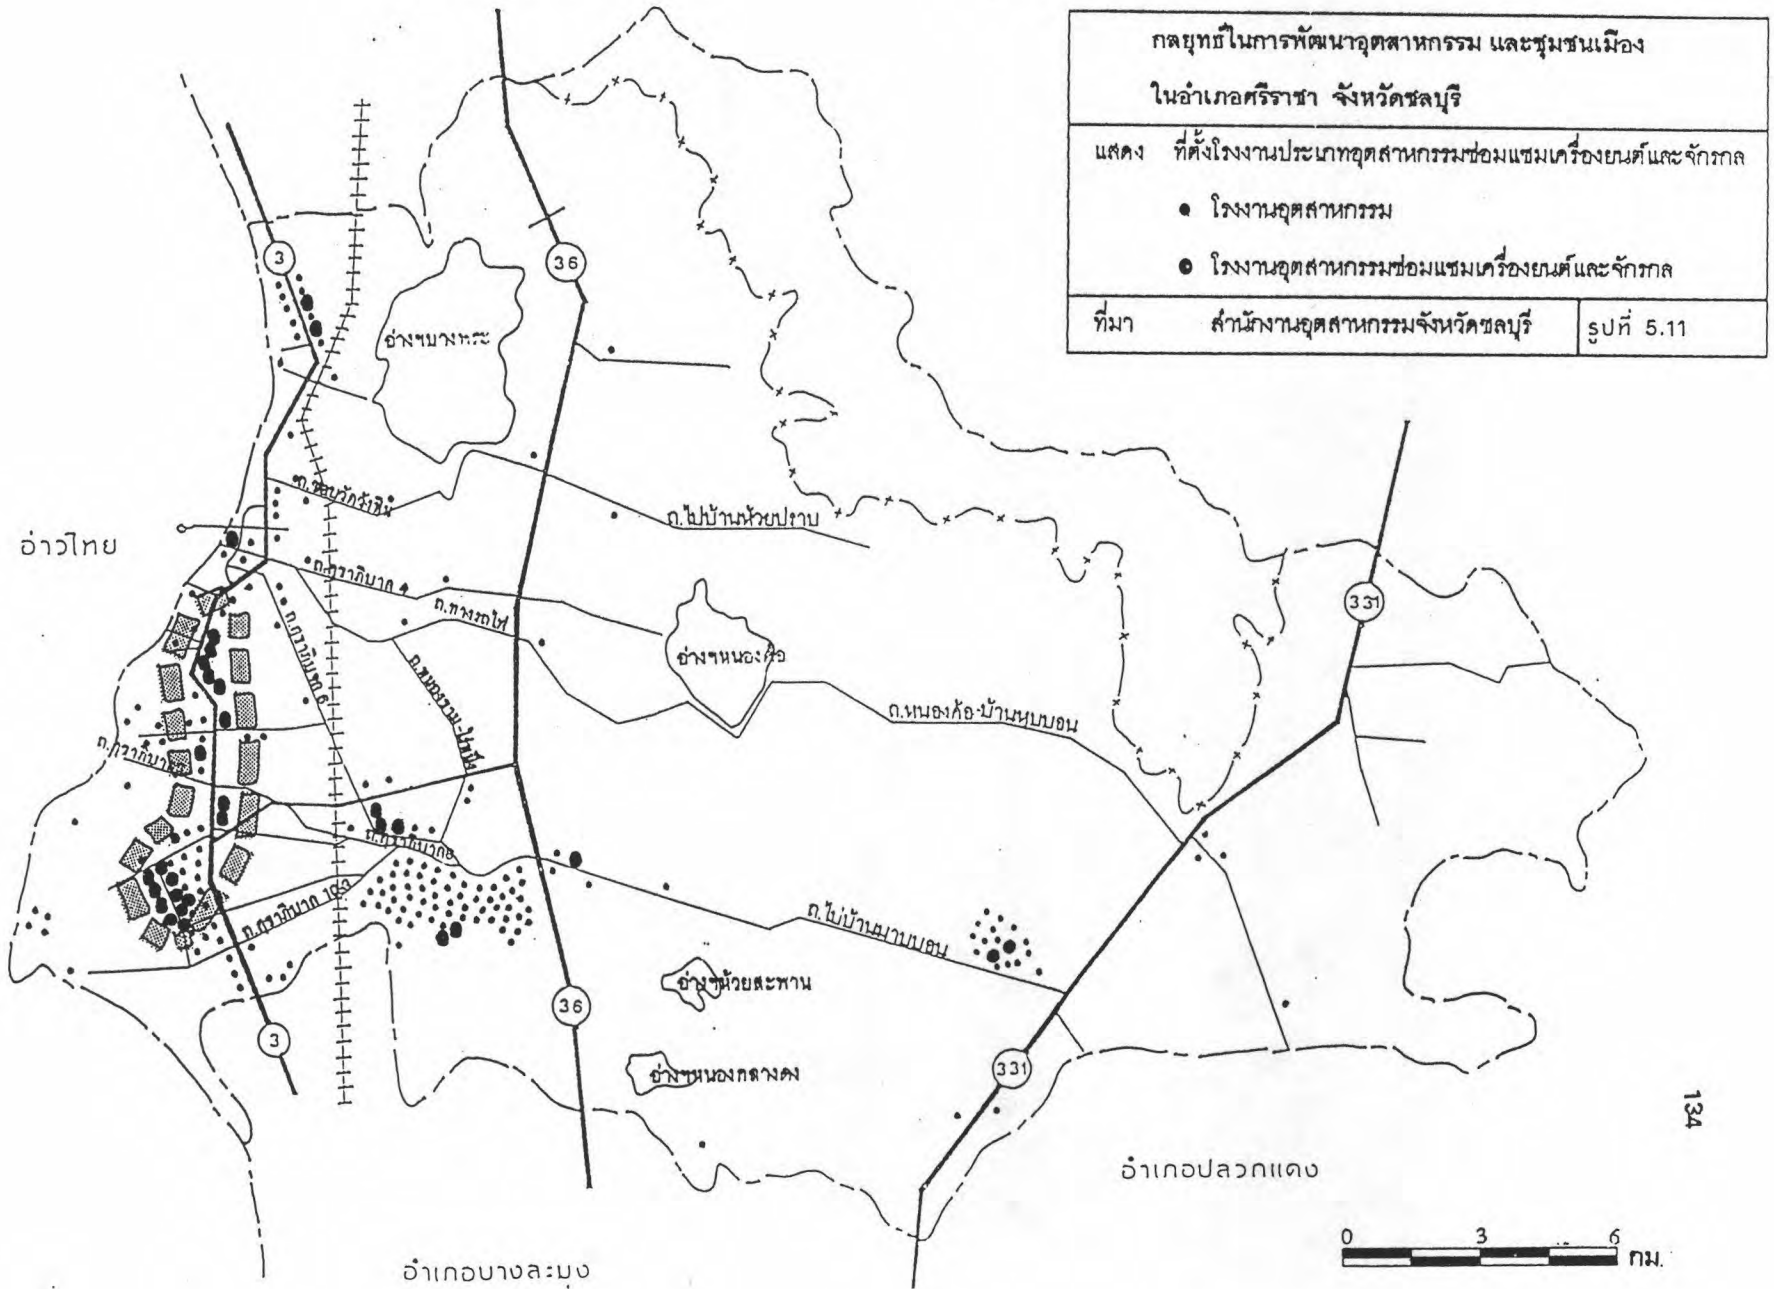 กลยุทธ์ในการพัฒนาอุตสาหกรรม และชุมชนเมือง
ในอำเภอศรีราชา จังหวัดชลบุรี
แสดง ที่ตั้งโรงงานประเภทอุตสาหกรรมซ่อมแซมเครื่องยนต์และจักรกล
โรงงานอุตสาหกรรม
โรงงานอุตสาหกรรมซ่อมแซมเครื่องยนต์และจักรกล
ที่มา สำนักงานอุตสาหกรรมจังหวัดชลบุรี รูปที่ 5.11
3
36
อ่างฯบางพระ
ถ.ไปบ้านห้วยปราบ
อ่าวไทย
331
อ่างฯหนองค้อ
ถ.หนองค้อ-บ้านหุบบอน
ถ.สุขาภิบาล 8
ถ.ไปบ้านมาบบอน
อ่างฯห้วยสะพาน
36
3
อ่างฯหนองกลางดง
331
134
อำเภอปลวกแดง
0 3 6 กม.
อำเภอบางละมุง